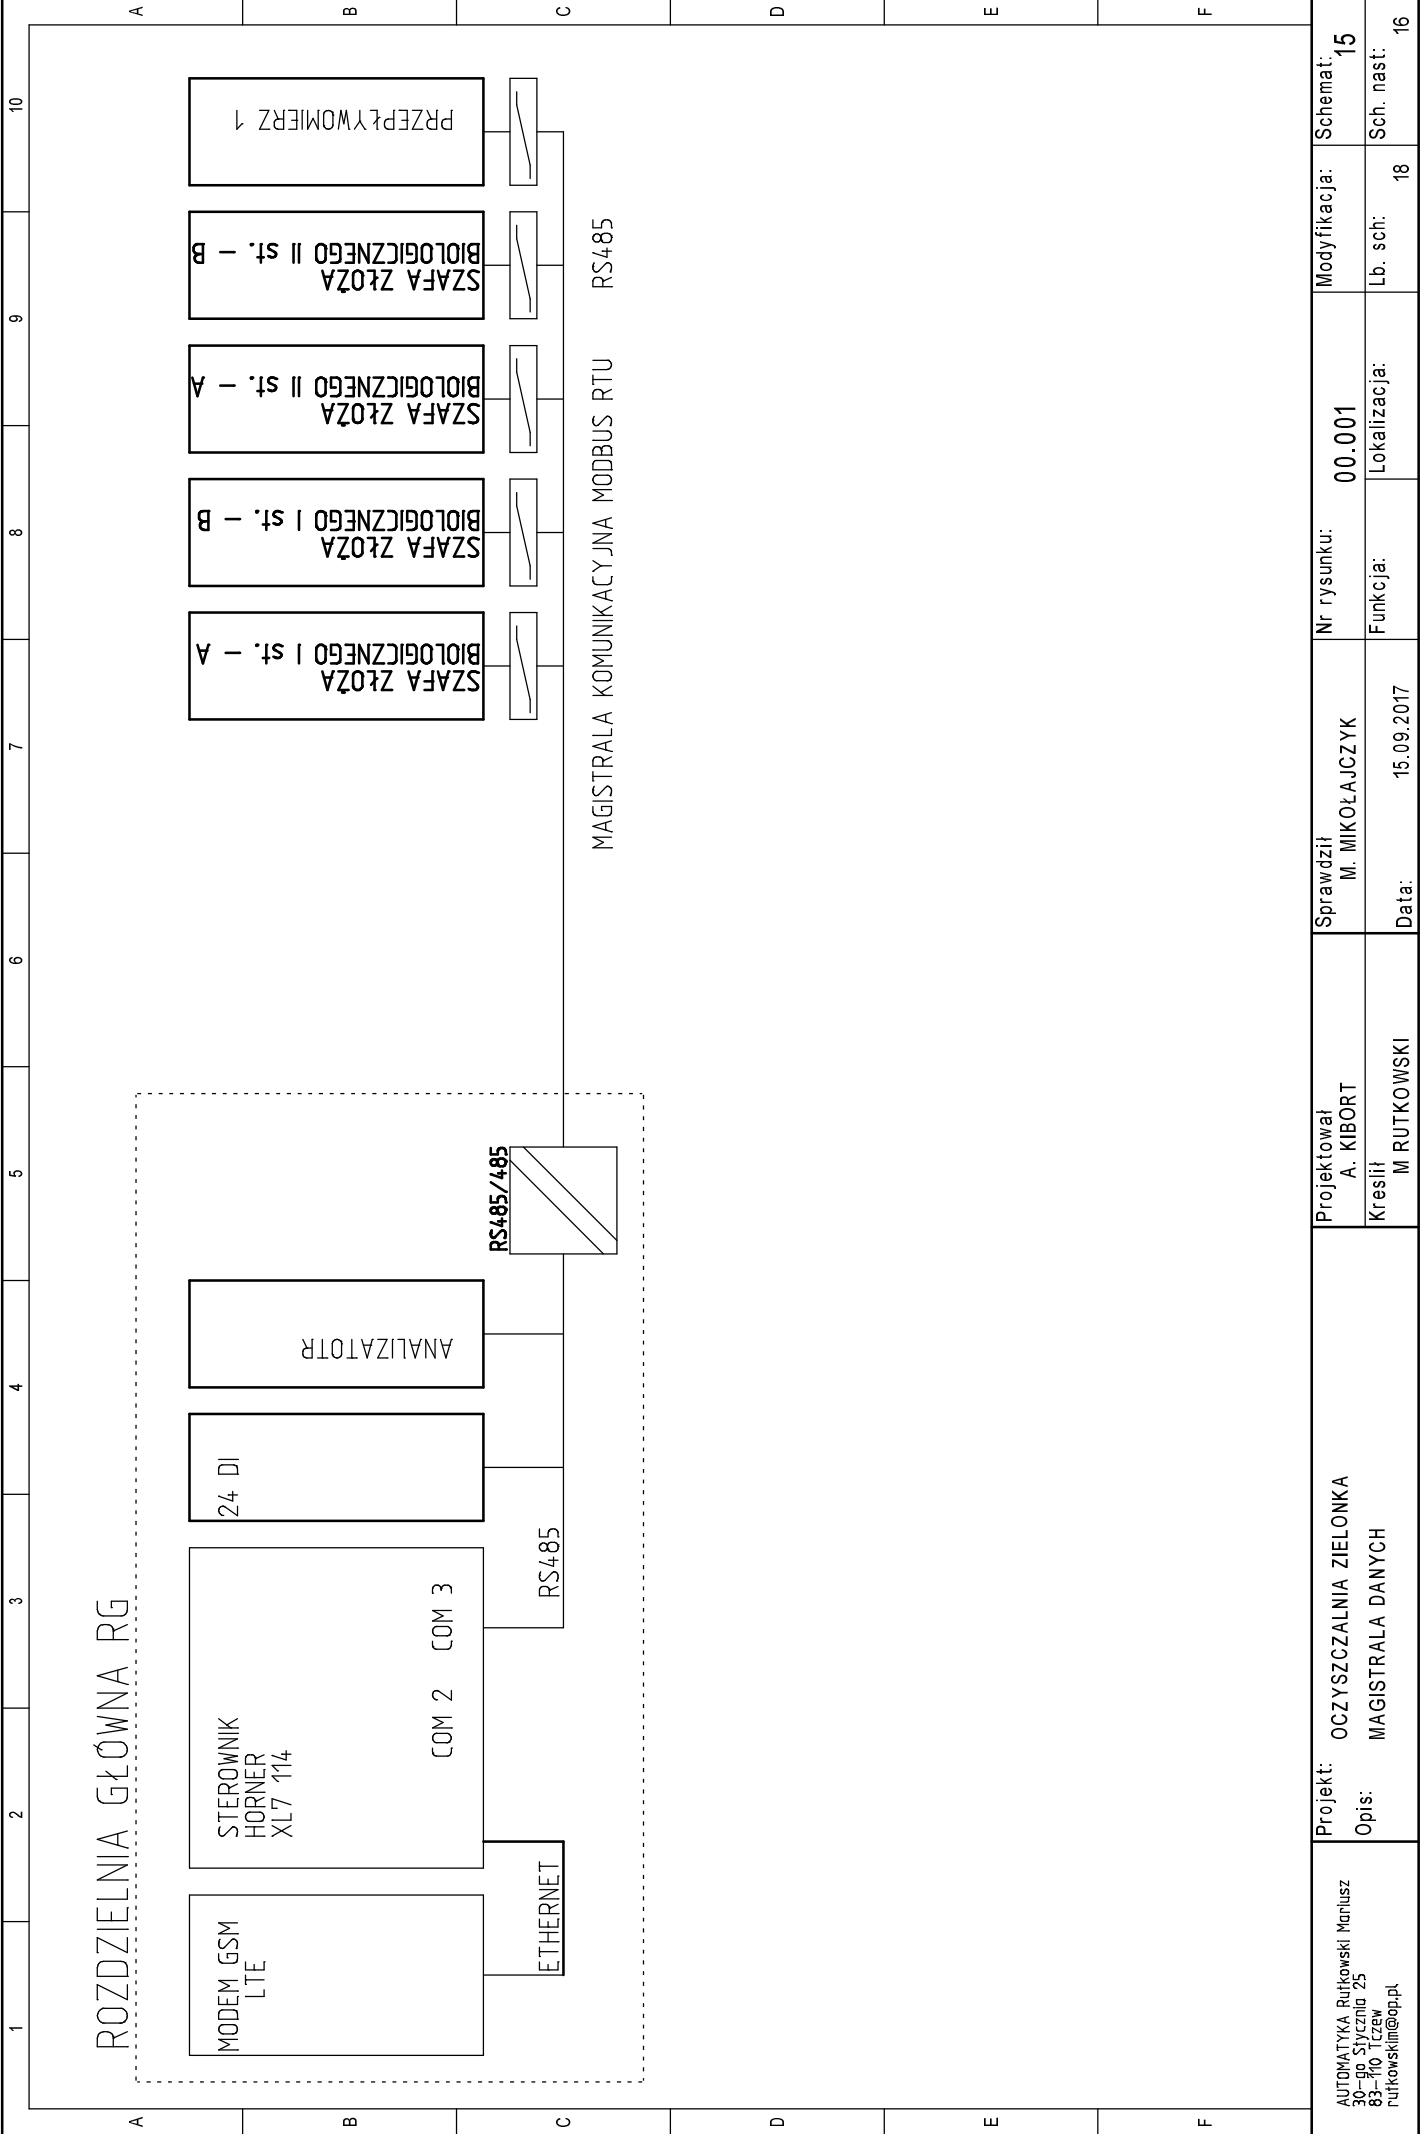 1 2 3 4 5 6 7 8 9 10
A
B
C
D
E
F
A
B
C
D
E
F
ROZDZIELNIA GŁÓWNA RG
MODEM GSM
LTE
ETHERNET
STEROWNIK
HORNER
XL7 114
COM 2 COM 3
RS485
24 DI
ANALIZATOTR
RS485/485
SZAFA ZŁOŻA
BIOLOGICZNEGO I st. – A
SZAFA ZŁOŻA
BIOLOGICZNEGO I st. – B
SZAFA ZŁOŻA
BIOLOGICZNEGO II st. – A
SZAFA ZŁOŻA
BIOLOGICZNEGO II st. – B
PRZEPŁYWOMIERZ 1
MAGISTRALA KOMUNIKACYJNA MODBUS RTU RS485
AUTOMATYKA Rutkowski Mariusz
30-go Stycznia 25
83-110 Tczew
rutkowskim@op.pl
Projekt: OCZYSZCZALNIA ZIELONKA
Opis: MAGISTRALA DANYCH
Projektował
A. KIBORT
Kreslił
M RUTKOWSKI
Sprawdził
M. MIKOŁAJCZYK
Data: 15.09.2017
Nr rysunku: 00.001
Funkcja: Lokalizacja:
Modyfikacja:
Lb. sch: 18
Schemat: 15
Sch. nast: 16